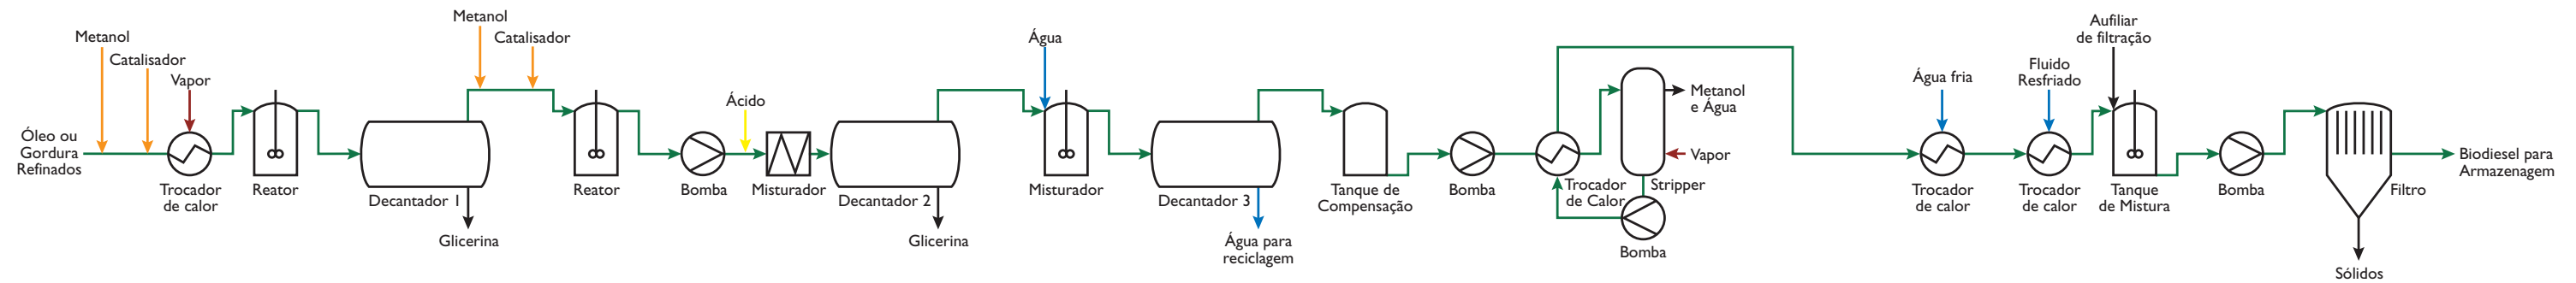 Óleo ou
Gordura
Refinados
Metanol
Catalisador
Vapor
Trocador
de calor
Reator
Decantador 1
Glicerina
Metanol
Catalisador
Reator
Bomba
Ácido
Misturador
Decantador 2
Glicerina
Água
Misturador
Decantador 3
Água para
reciclagem
Tanque de
Compensação
Bomba
Trocador
de Calor
Stripper
Metanol
e Água
Vapor
Bomba
Água fria
Trocador
de calor
Fluido
Resfriado
Trocador
de calor
Aufiliar
de filtração
Tanque
de Mistura
Bomba
Filtro
Sólidos
Biodiesel para
Armazenagem